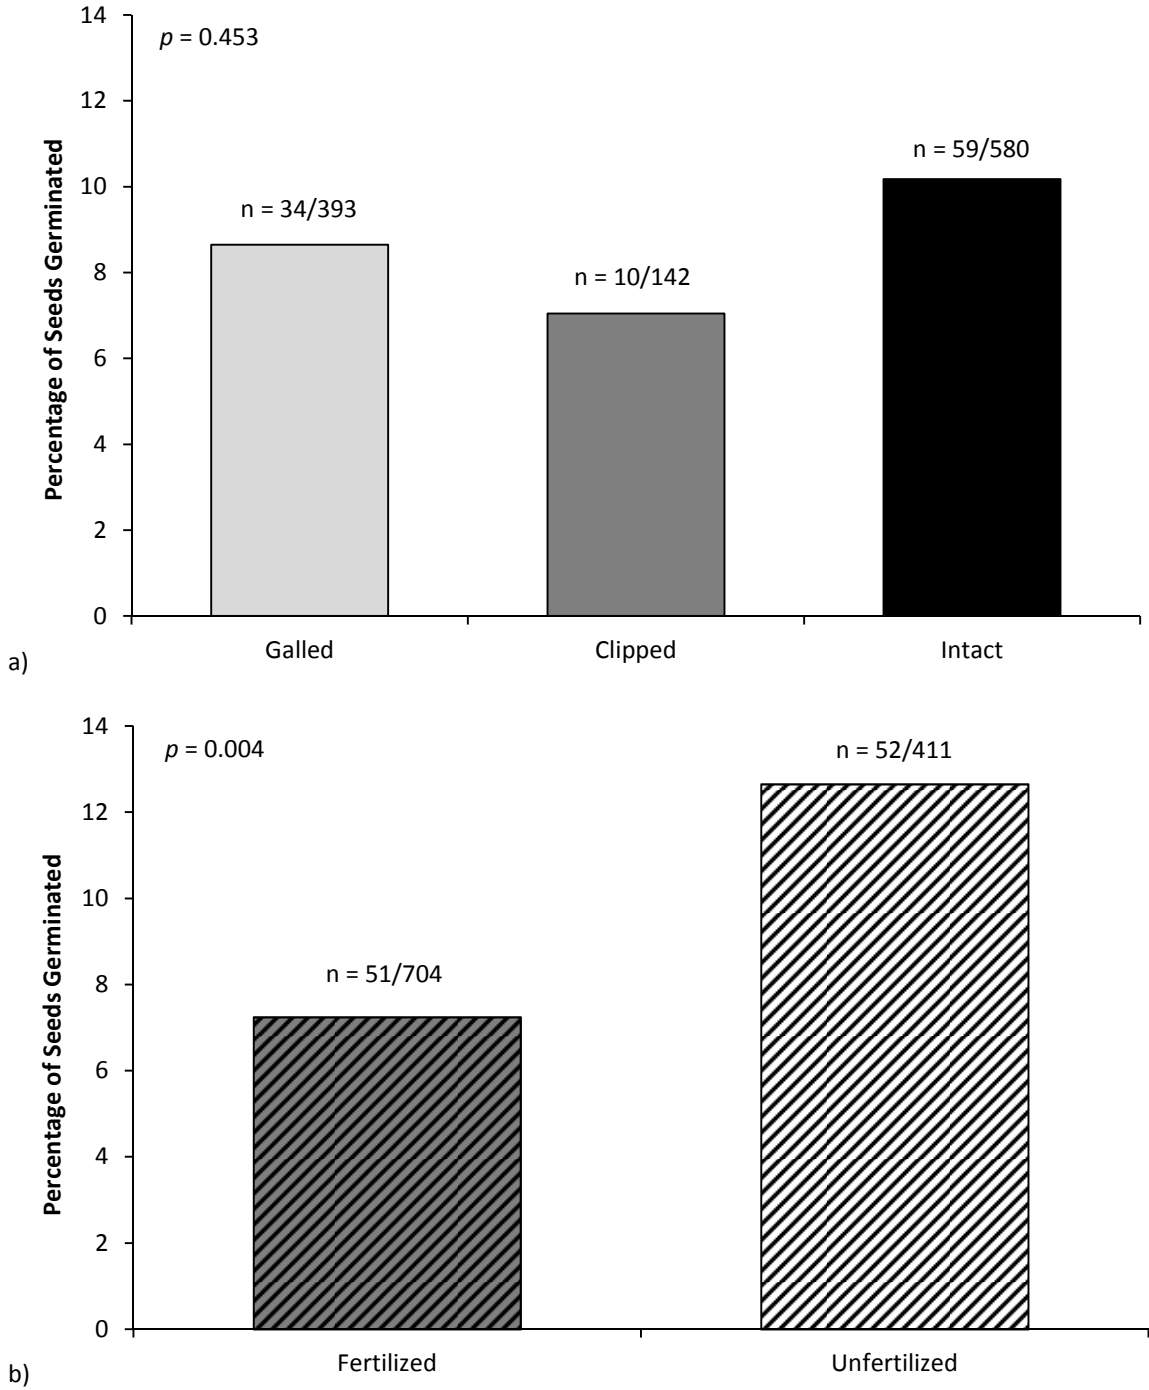 14
p = 0.453
12
n = 59/580
10
n = 34/393
8
n = 10/142
6
4
2
0
Percentage of Seeds Germinated
Galled Clipped Intact
a)
14
p = 0.004
n = 52/411
12
10
n = 51/704
8
6
4
2
0
Percentage of Seeds Germinated
Fertilized Unfertilized
b)